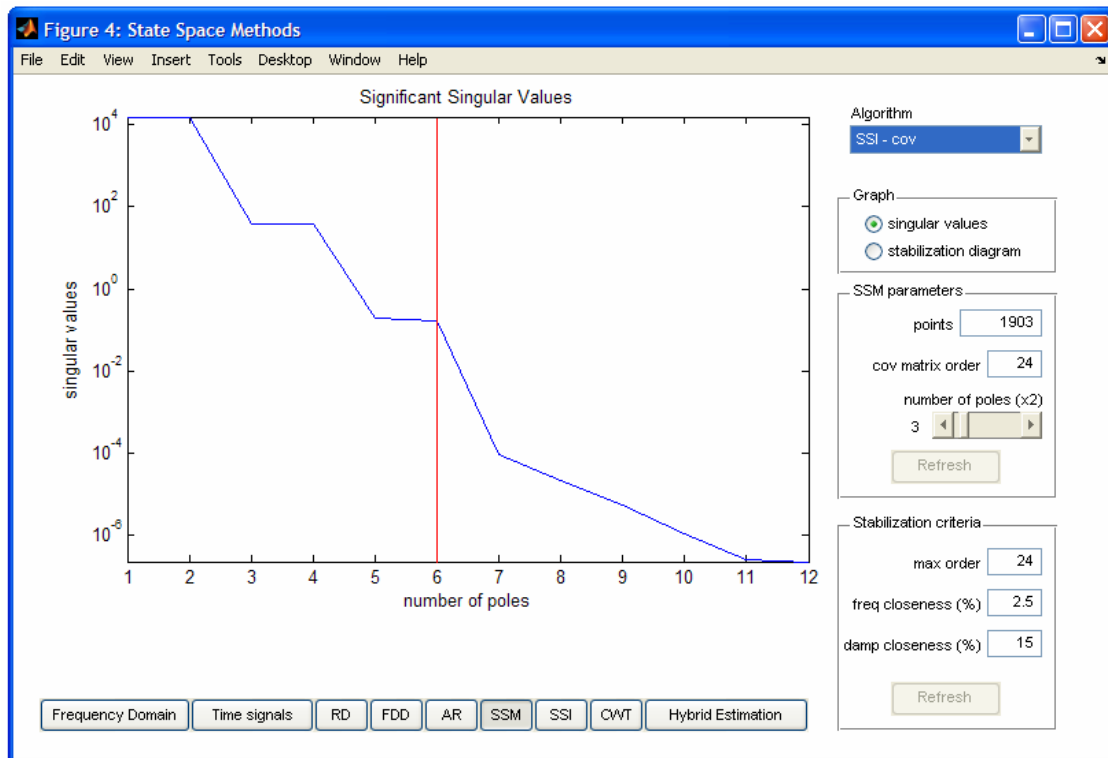 Figure 4: State Space Methods
File Edit View Insert Tools Desktop Window Help
Significant Singular Values
10^4
10^2
10^0
10^-2
10^-4
10^-6
singular values
1 2 3 4 5 6 7 8 9 10 11 12
number of poles
Algorithm
SSI - cov
Graph
singular values
stabilization diagram
SSM parameters
points 1903
cov matrix order 24
number of poles (x2)
3
Refresh
Stabilization criteria
max order 24
freq closeness (%) 2.5
damp closeness (%) 15
Refresh
Frequency Domain Time signals RD FDD AR SSM SSI CWT Hybrid Estimation